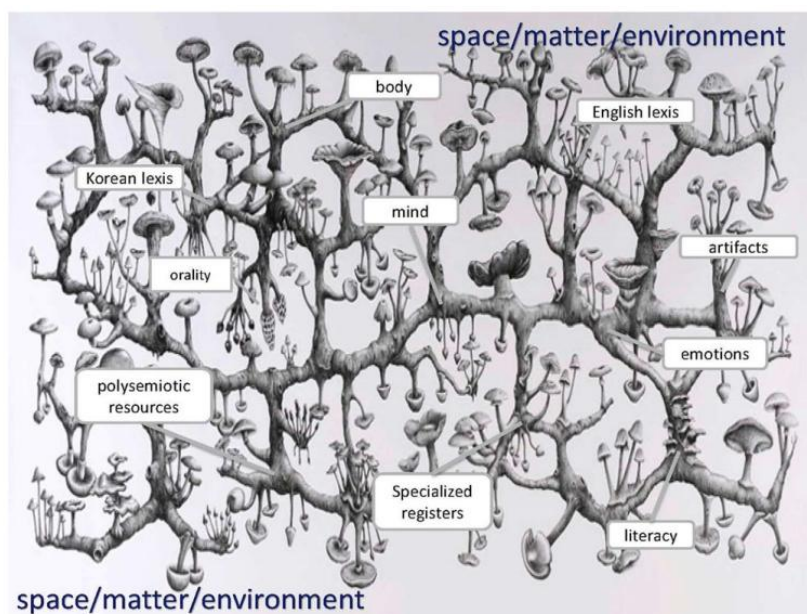 space/matter/environment
body
English lexis
Korean lexis
mind
orality
artifacts
emotions
polysemiotic
resources
Specialized
registers
literacy
space/matter/environment